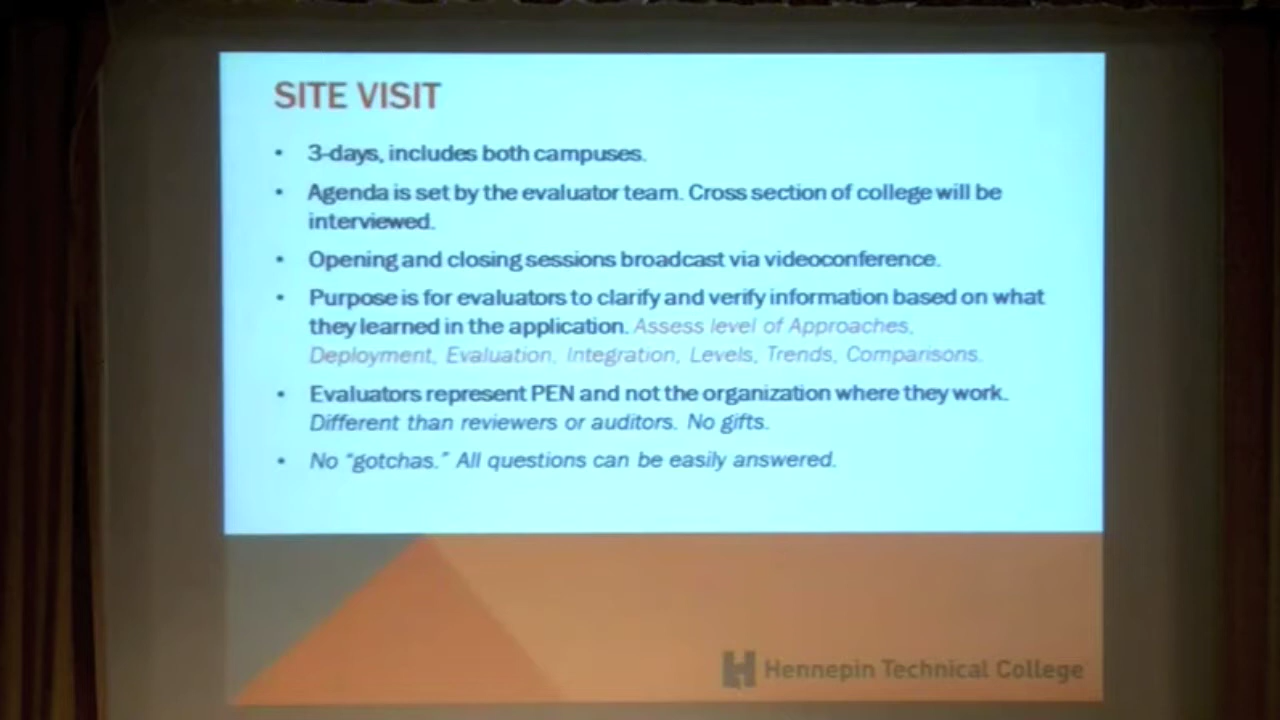 SITE VISIT
• 3-days, includes both campuses.
• Agenda is set by the evaluator team. Cross section of college will be
interviewed.
• Opening and closing sessions broadcast via videoconference.
• Purpose is for evaluators to clarify and verify information based on what
they learned in the application. Assess level of Approaches,
Deployment, Evaluation, Integration, Levels, Trends, Comparisons.
• Evaluators represent PEN and not the organization where they work.
Different than reviewers or auditors. No gifts.
• No “gotchas.” All questions can be easily answered.
Hennepin Technical College